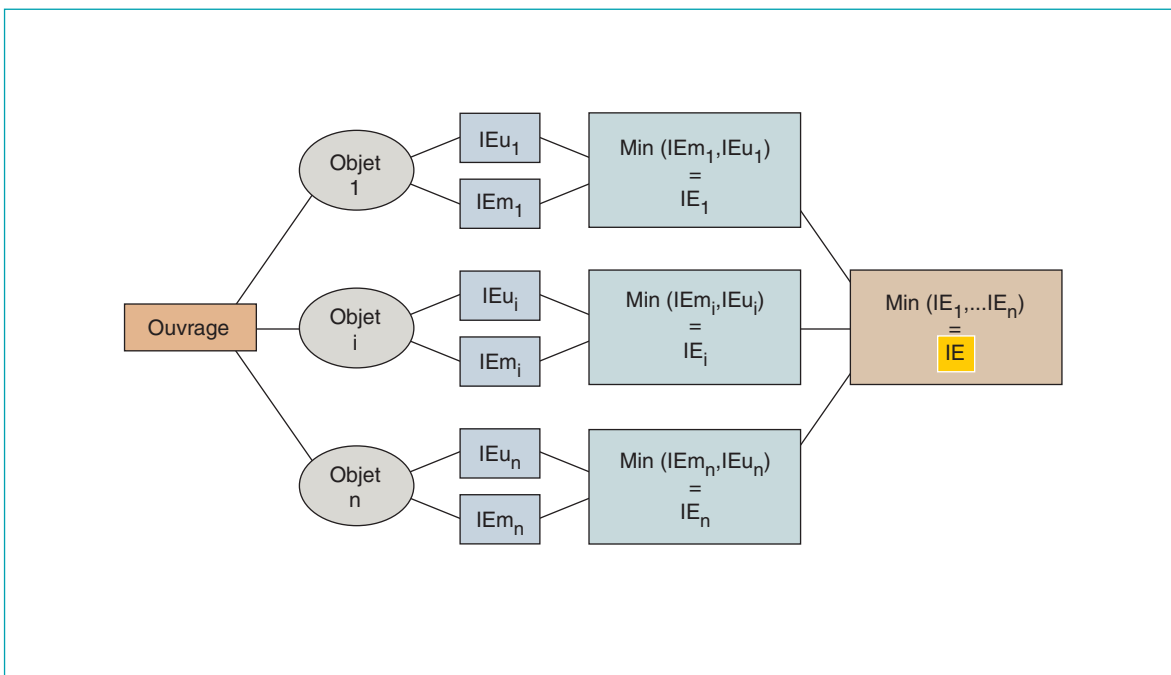 Ouvrage
Objet
1
IEu₁
IEm₁
Min (IEm₁,IEu₁)
=
IE₁
Objet
i
IEuᵢ
IEmᵢ
Min (IEmᵢ,IEuᵢ)
=
IEᵢ
Objet
n
IEuₙ
IEmₙ
Min (IEmₙ,IEuₙ)
=
IEₙ
Min (IE₁,...IEₙ)
=
IE